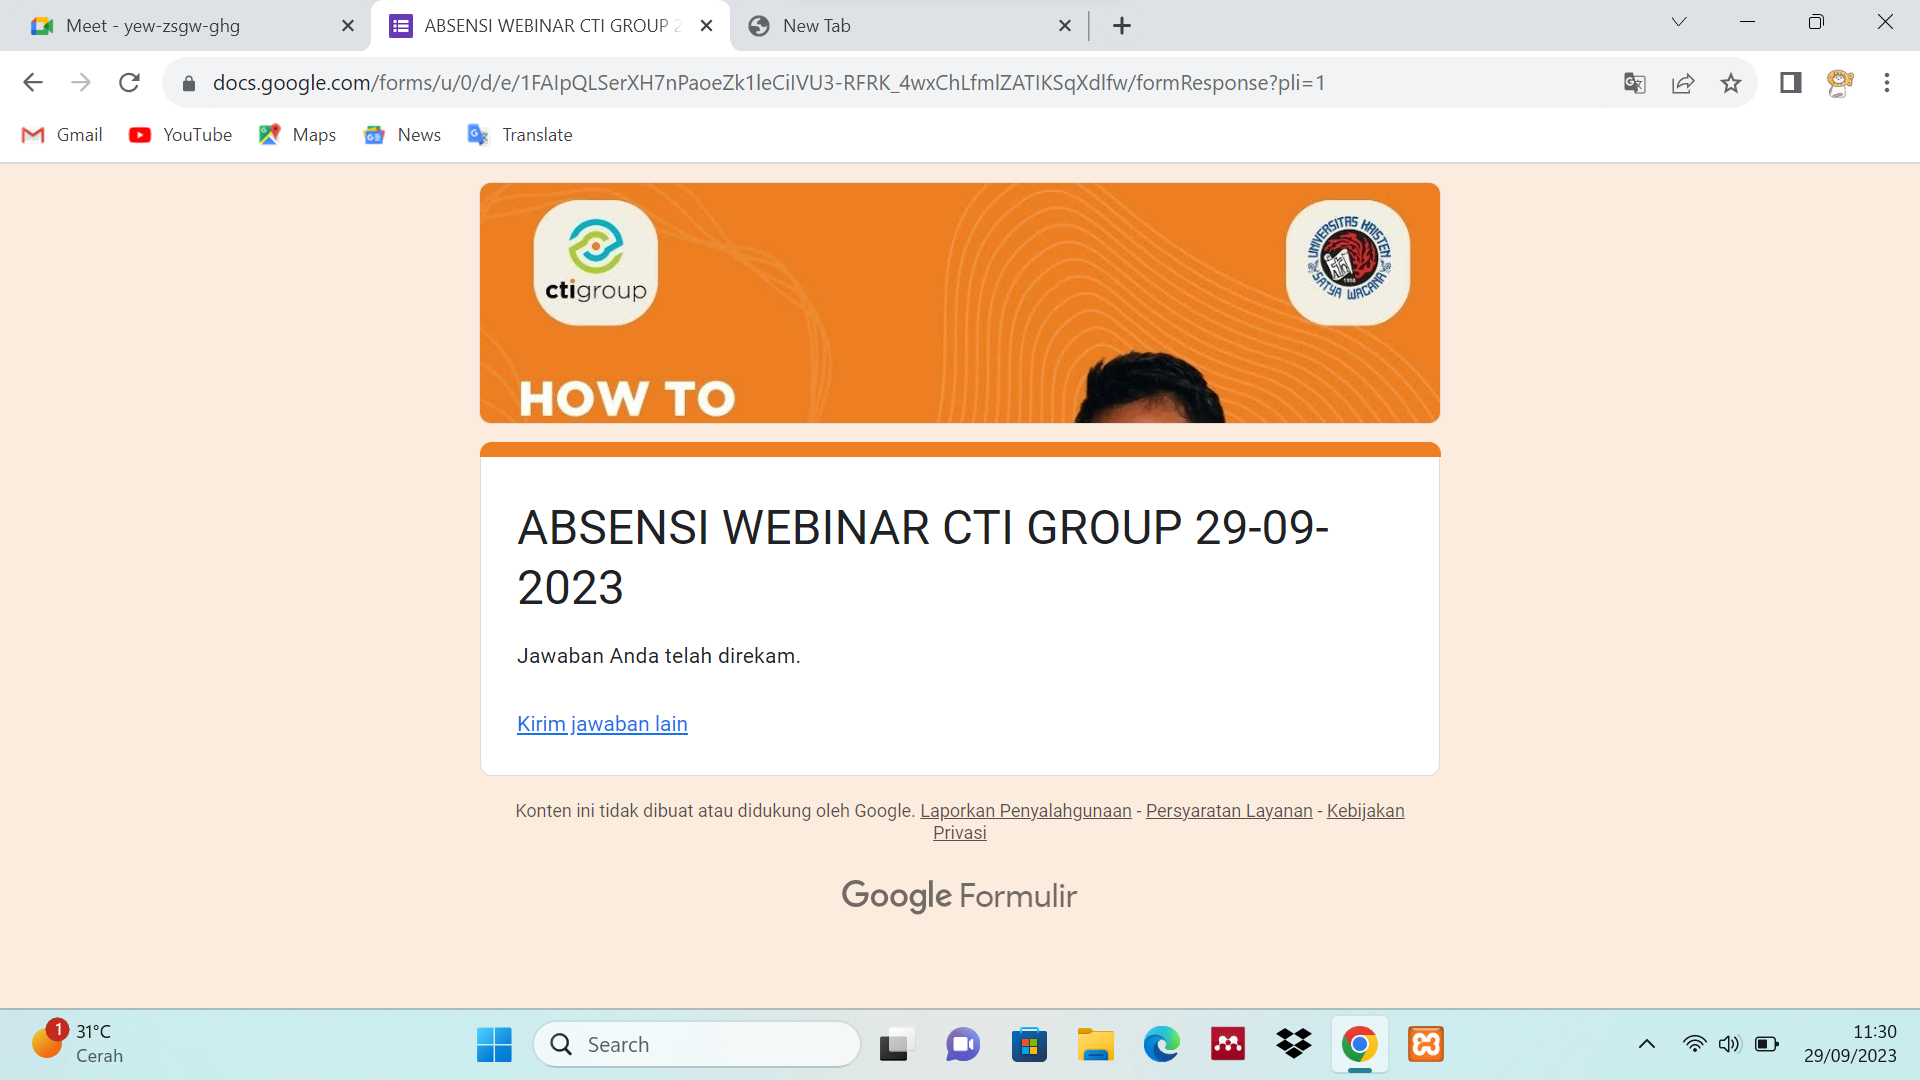 Meet - yew-zsgw-ghg
ABSENSI WEBINAR CTI GROUP 2
New Tab
docs.google.com/forms/u/0/d/e/1FAIpQLSerXH7nPaoeZk1leCiIVU3-RFRK_4wxChLfmlZATIKSqXdlfw/formResponse?pli=1
Gmail
YouTube
Maps
News
Translate
ctigroup
UNIVERSITAS KRISTEN
SATYA WACANA
1956
HOW TO
ABSENSI WEBINAR CTI GROUP 29-09-
2023
Jawaban Anda telah direkam.
Kirim jawaban lain
Konten ini tidak dibuat atau didukung oleh Google. Laporkan Penyalahgunaan - Persyaratan Layanan - Kebijakan
Privasi
Google Formulir
1
31°C
Cerah
Search
11:30
29/09/2023